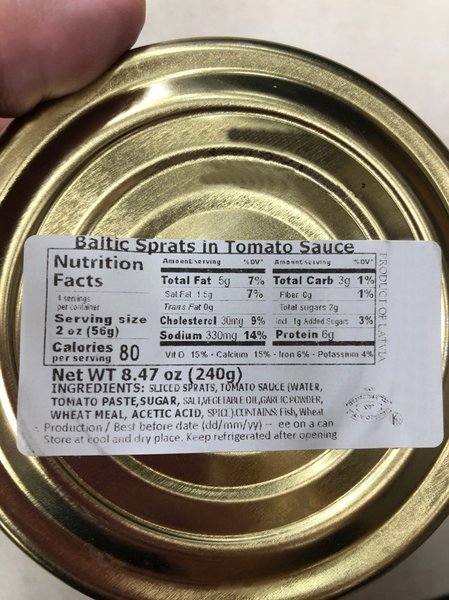 Baltic Sprats in Tomato Sauce
Nutrition Facts
4 servings
per container
Serving size
2 oz (56g)
Calories 80
per serving
Amount/serving %DV*
Total Fat 5g 7%
Sat Fat 1.5g 7%
Trans Fat 0g
Cholesterol 30mg 9%
Sodium 330mg 14%
Amount/serving %DV*
Total Carb 3g 1%
Fiber 0g 1%
Total sugars 2g
incl 1g Added Sugars 3%
Protein 6g
Vit D 15% · Calcium 15% · Iron 6% · Potassium 4%
PRODUCT OF LATVIA
Net WT 8.47 oz (240g)
INGREDIENTS: SLICED SPRATS, TOMATO SAUCE (WATER,
TOMATO PASTE,SUGAR, SALT,VEGETABLE OIL,GARLIC POWDER,
WHEAT MEAL, ACETIC ACID, SPICE).CONTAINS: Fish, Wheat
Production / Best before date (dd/mm/yy) -- ee on a can
Store at cool and dry place. Keep refrigerated after opening